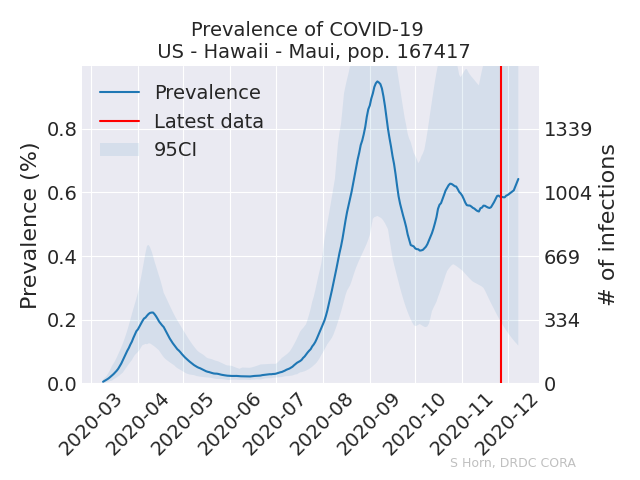 Prevalence of COVID-19
US - Hawaii - Maui, pop. 167417
Prevalence
Latest data
95CI
Prevalence (%)
0.8
0.6
0.4
0.2
0.0
1339
1004
669
334
0
# of infections
2020-03
2020-04
2020-05
2020-06
2020-07
2020-08
2020-09
2020-10
2020-11
2020-12
S Horn, DRDC CORA